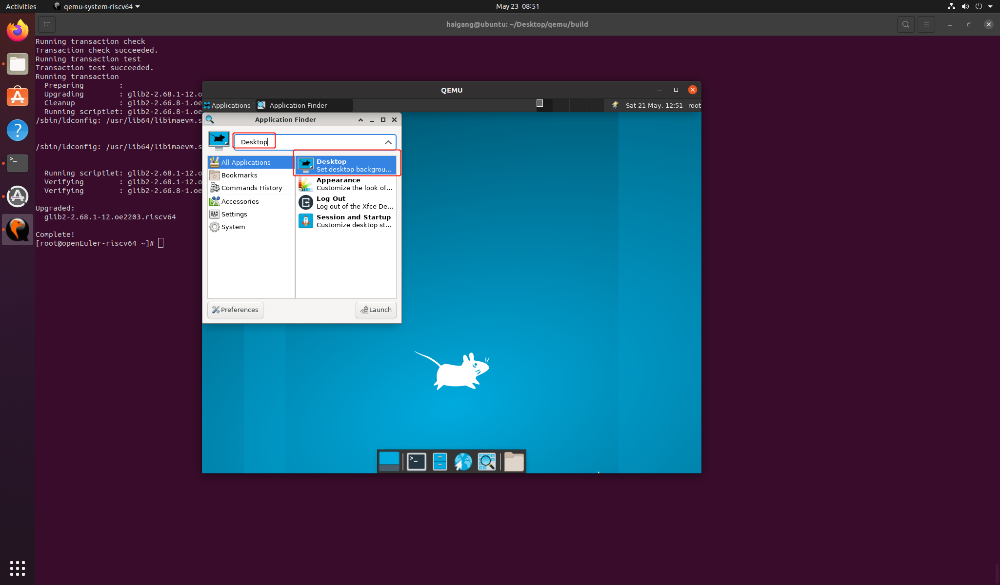 Activities
qemu-system-riscv64
May 23 08:51
haigang@ubuntu: ~/Desktop/qemu/build
Running transaction check
Transaction check succeeded.
Running transaction test
Transaction test succeeded.
Running transaction
Preparing :
Upgrading : glib2-2.68.1-12.o
Cleanup : glib2-2.66.8-1.oe
Running scriptlet: glib2-2.66.8-1.oe
/sbin/ldconfig: /usr/lib64/libimaevm.s
/sbin/ldconfig: /usr/lib64/libimaevm.s
Running scriptlet: glib2-2.68.1-12.o
Verifying : glib2-2.68.1-12.o
Verifying : glib2-2.66.8-1.oe
Upgraded:
glib2-2.68.1-12.oe2203.riscv64
Complete!
[root@openEuler-riscv64 ~]#
QEMU
Applications
Application Finder
Sat 21 May, 12:51
root
Application Finder
Desktop
All Applications
Bookmarks
Commands History
Accessories
Settings
System
Desktop
Set desktop backgrou...
Appearance
Customize the look of...
Log Out
Log out of the Xfce De...
Session and Startup
Customize desktop st...
Preferences
Launch